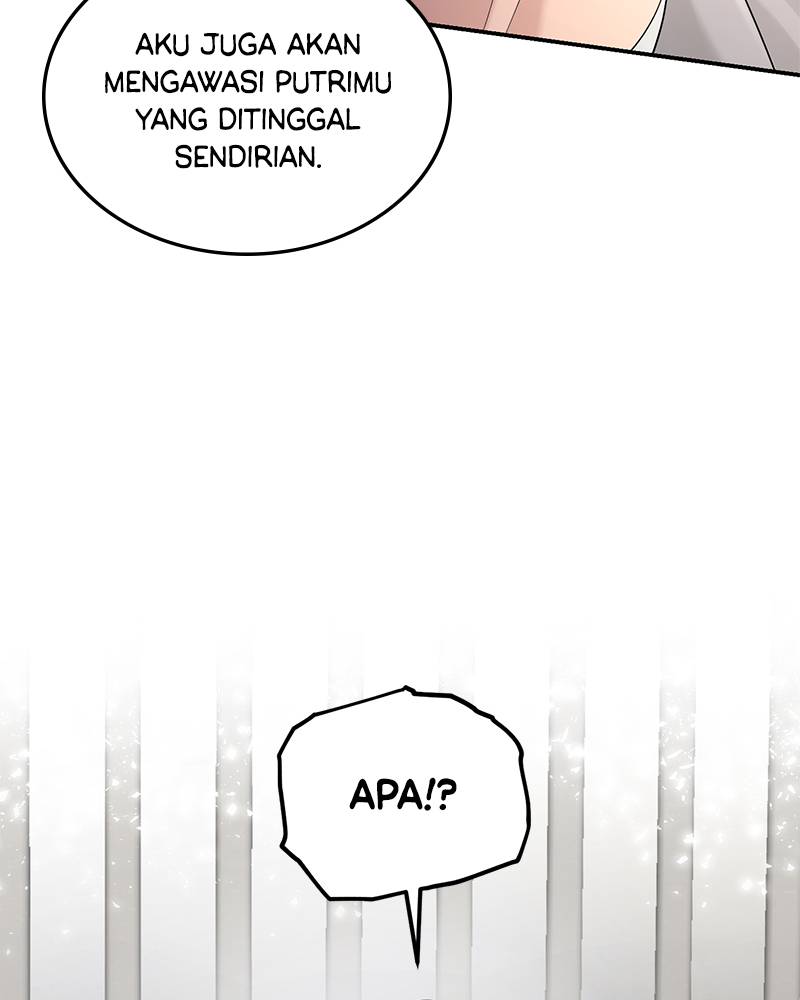 AKU JUGA AKAN
MENGAWASI PUTRIMU
YANG DITINGGAL
SENDIRIAN.
APA!?